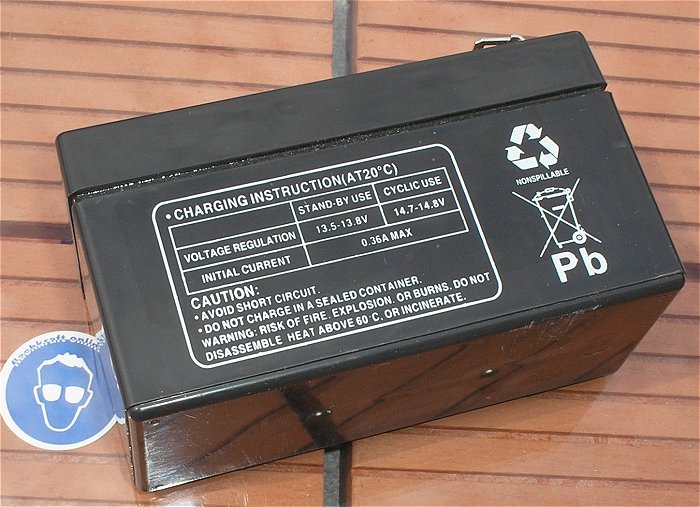 • CHARGING INSTRUCTION(AT20°C)
STAND-BY USE CYCLIC USE
VOLTAGE REGULATION 13.5-13.8V 14.7-14.8V
INITIAL CURRENT 0.36A MAX
CAUTION:
• AVOID SHORT CIRCUIT.
• DO NOT CHARGE IN A SEALED CONTAINER.
WARNING: RISK OF FIRE. EXPLOSION. OR BURNS. DO NOT
DISASSEMBLE HEAT ABOVE 60°C. OR INCINERATE.
NONSPILLABLE
Pb